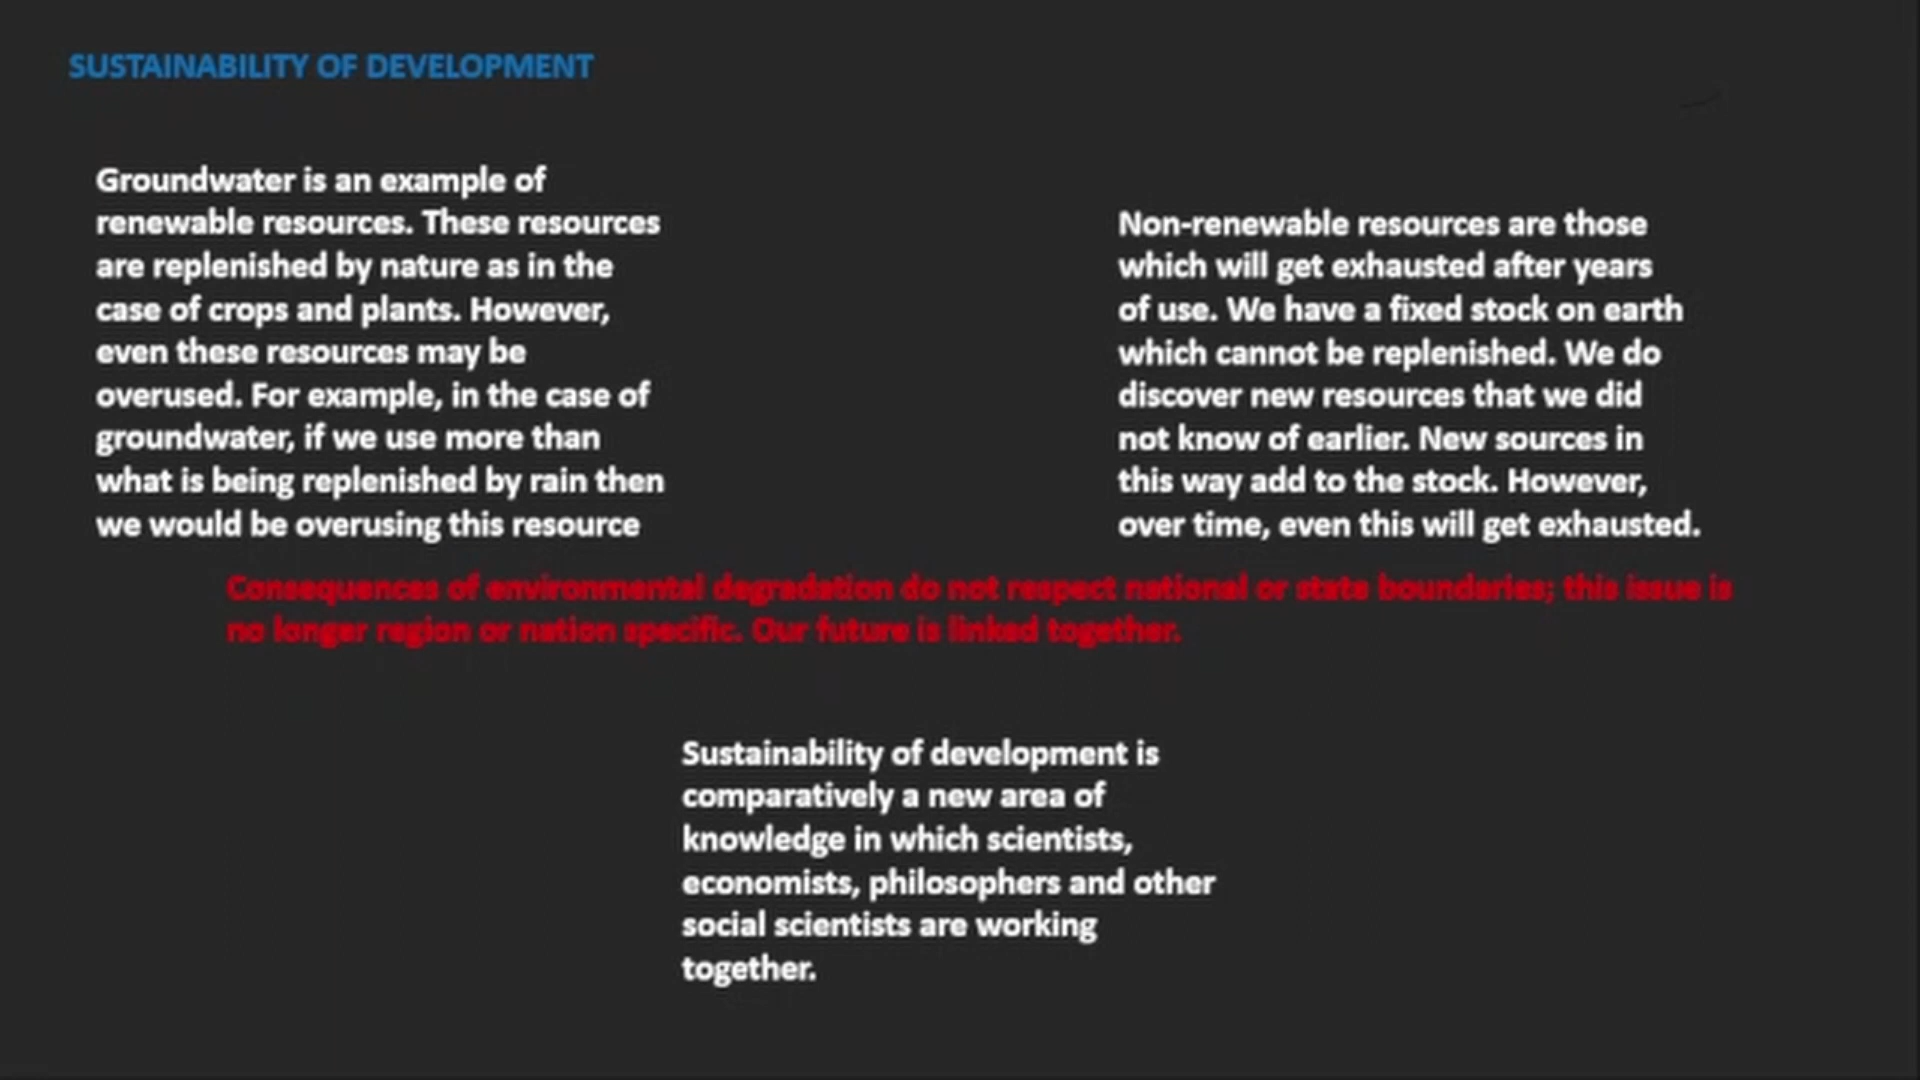 SUSTAINABILITY OF DEVELOPMENT
Groundwater is an example of
renewable resources. These resources
are replenished by nature as in the
case of crops and plants. However,
even these resources may be
overused. For example, in the case of
groundwater, if we use more than
what is being replenished by rain then
we would be overusing this resource
Non-renewable resources are those
which will get exhausted after years
of use. We have a fixed stock on earth
which cannot be replenished. We do
discover new resources that we did
not know of earlier. New sources in
this way add to the stock. However,
over time, even this will get exhausted.
Consequences of environmental degradation do not respect national or state boundaries; this issue is
no longer region or nation specific. Our future is linked together.
Sustainability of development is
comparatively a new area of
knowledge in which scientists,
economists, philosophers and other
social scientists are working
together.